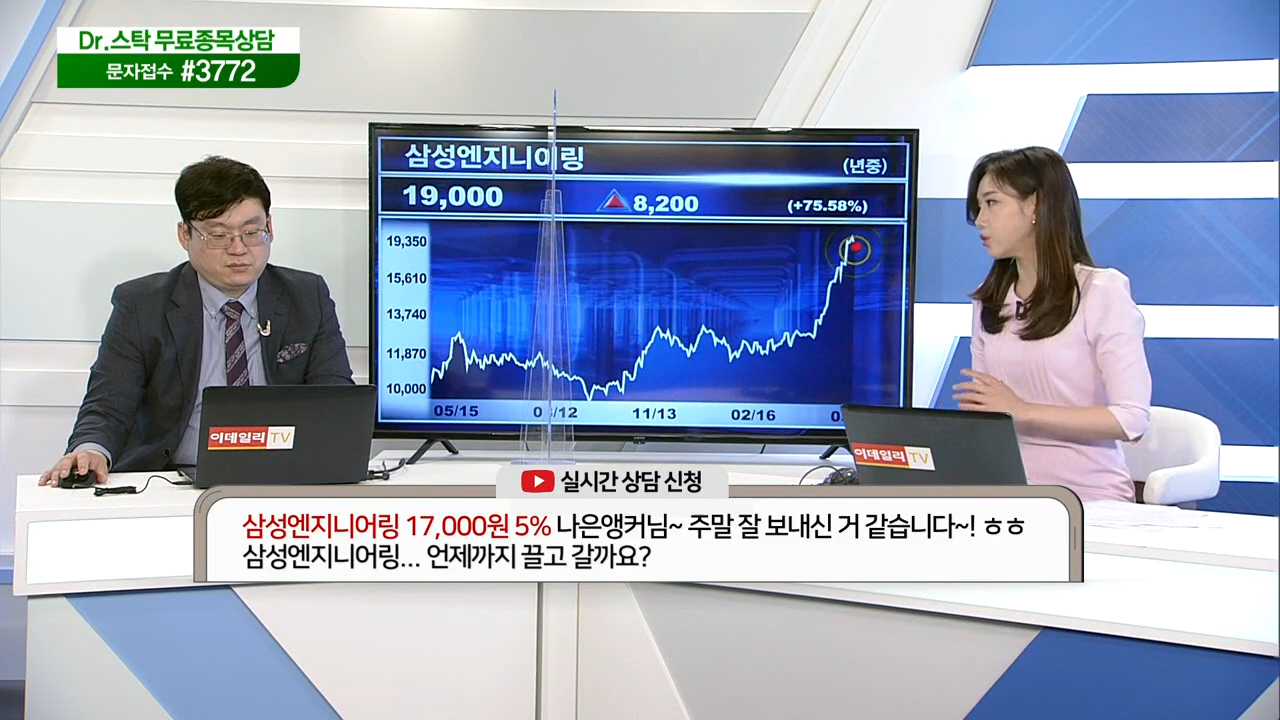 Dr.스탁 무료종목상담
문자접수 #3772
삼성엔지니어링
(년중)
19,000
8,200
(+75.58%)
19,350
15,610
13,740
11,870
10,000
05/15
11/13
02/16
이데일리 TV
이데일리 TV
실시간 상담 신청
삼성엔지니어링 17,000원 5% 나은앵커님~ 주말 잘 보내신 거 같습니다~! ㅎㅎ
삼성엔지니어링... 언제까지 끌고 갈까요?